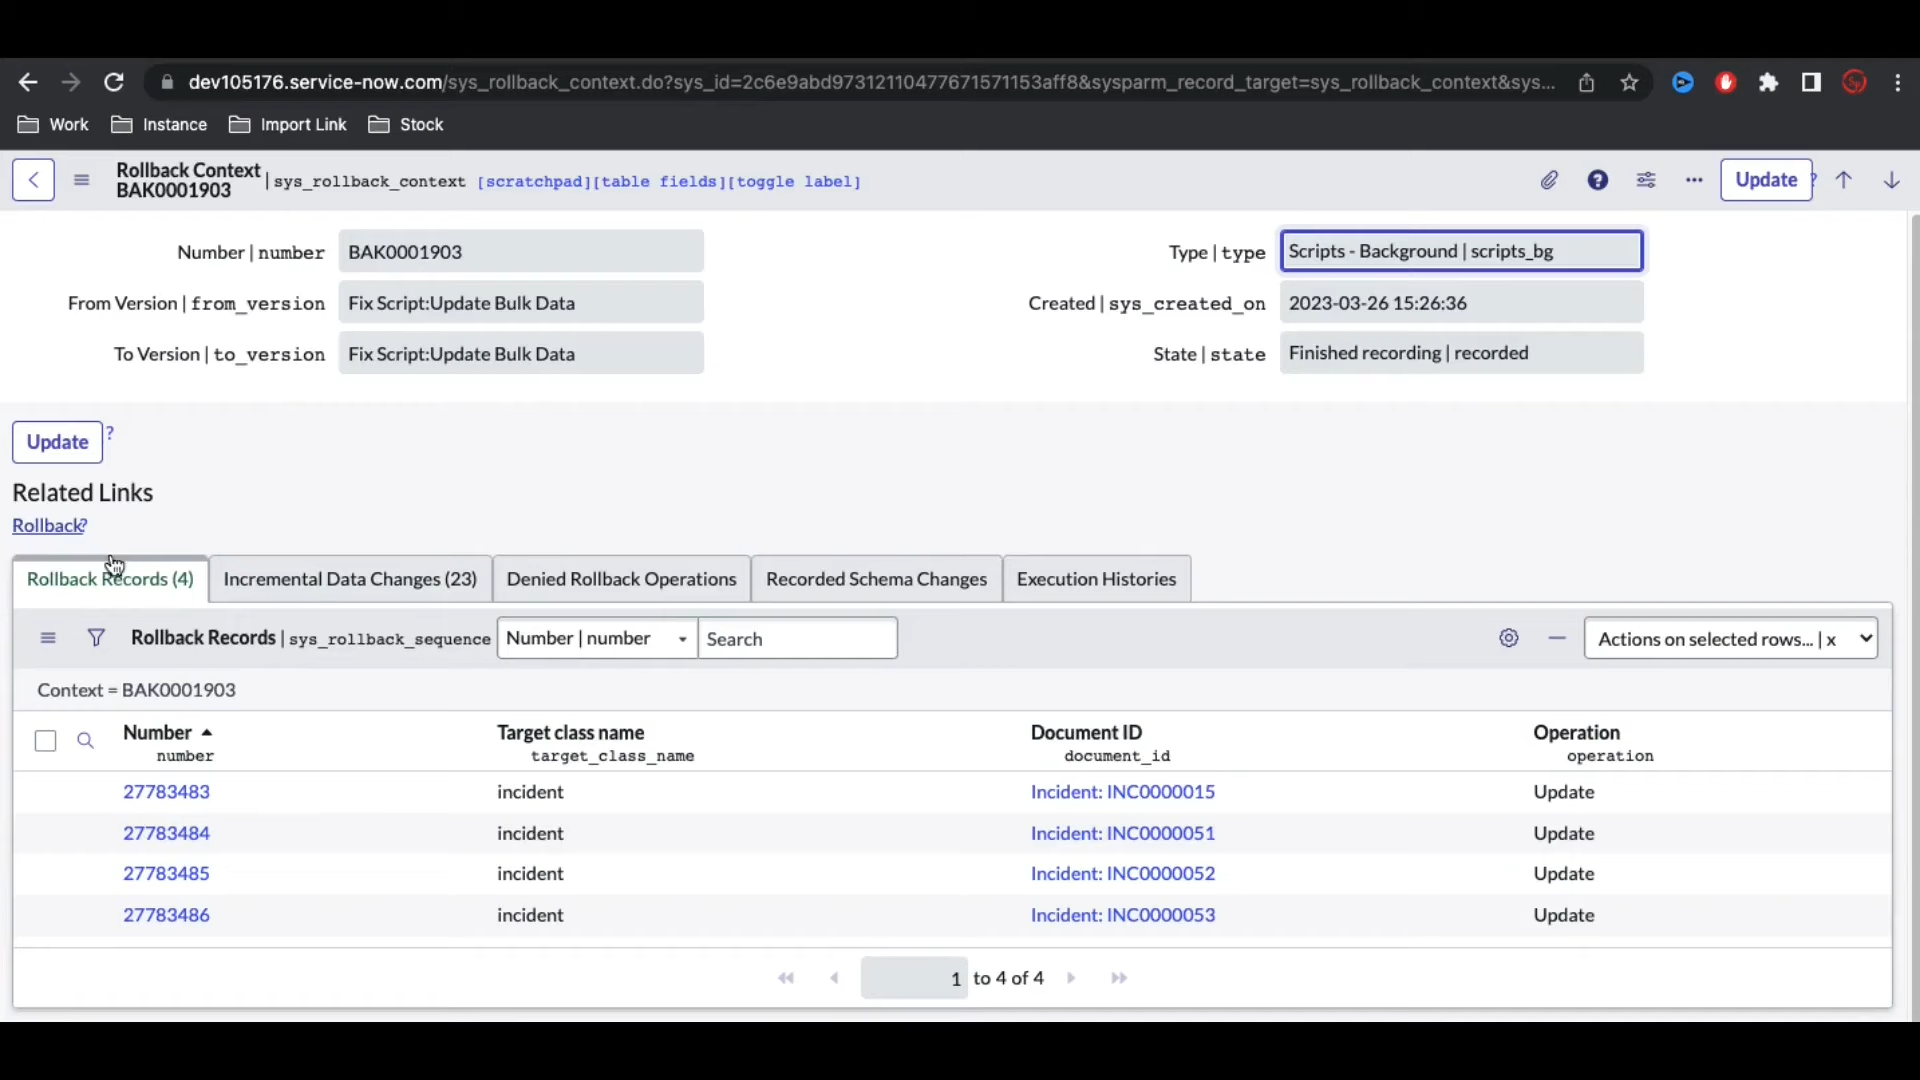 dev105176.service-now.com/sys_rollback_context.do?sys_id=2c6e9abd97312110477671571153aff8&sysparm_record_target=sys_rollback_context&sys...
Work Instance Import Link Stock
Rollback Context
BAK0001903 | sys_rollback_context [scratchpad][table fields][toggle label] Update ?
Number | number BAK0001903 Type | type Scripts - Background | scripts_bg
From Version | from_version Fix Script:Update Bulk Data Created | sys_created_on 2023-03-26 15:26:36
To Version | to_version Fix Script:Update Bulk Data State | state Finished recording | recorded
Update ?
Related Links
Rollback?
Rollback Records (4) Incremental Data Changes (23) Denied Rollback Operations Recorded Schema Changes Execution Histories
Rollback Records | sys_rollback_sequence Number | number Search Actions on selected rows... | x
Context = BAK0001903
Number Target class name Document ID Operation
number target_class_name document_id operation
27783483 incident Incident: INC0000015 Update
27783484 incident Incident: INC0000051 Update
27783485 incident Incident: INC0000052 Update
27783486 incident Incident: INC0000053 Update
1 to 4 of 4